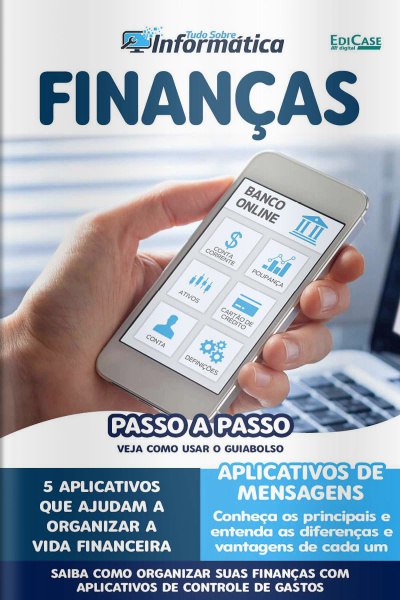 Tudo Sobre
Informática
EDICASE
digital
FINANÇAS
BANCO
ONLINE
CONTA
CORRENTE
POUPANÇA
ATIVOS
CARTÃO DE
CRÉDITO
CONTA
DEFINIÇÕES
PASSO A PASSO
VEJA COMO USAR O GUIABOLSO
5 APLICATIVOS
QUE AJUDAM A
ORGANIZAR A
VIDA FINANCEIRA
APLICATIVOS DE
MENSAGENS
Conheça os principais e
entenda as diferenças e
vantagens de cada um
SAIBA COMO ORGANIZAR SUAS FINANÇAS COM
APLICATIVOS DE CONTROLE DE GASTOS